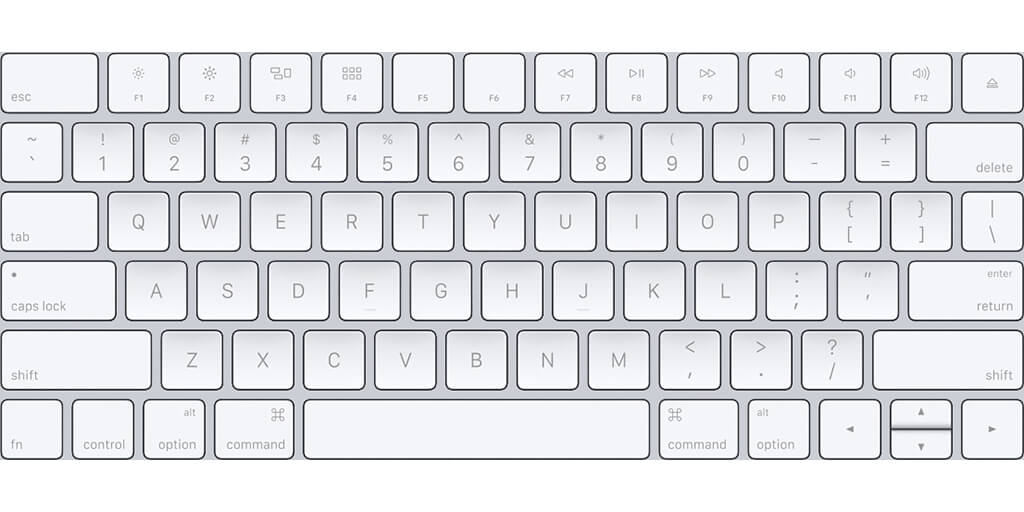 esc F1 F2 F3 F4 F5 F6 F7 F8 F9 F10 F11 F12
~ ! @ # $ % ^ & * ( ) — +
` 1 2 3 4 5 6 7 8 9 0 - = delete
tab Q W E R T Y U I O P { [ } ] | \
caps lock A S D F G H J K L : ; " ' enter return
shift Z X C V B N M < , > . ? / shift
fn control alt option ⌘ command ⌘ command alt option ◀ ▲ ▼ ▶